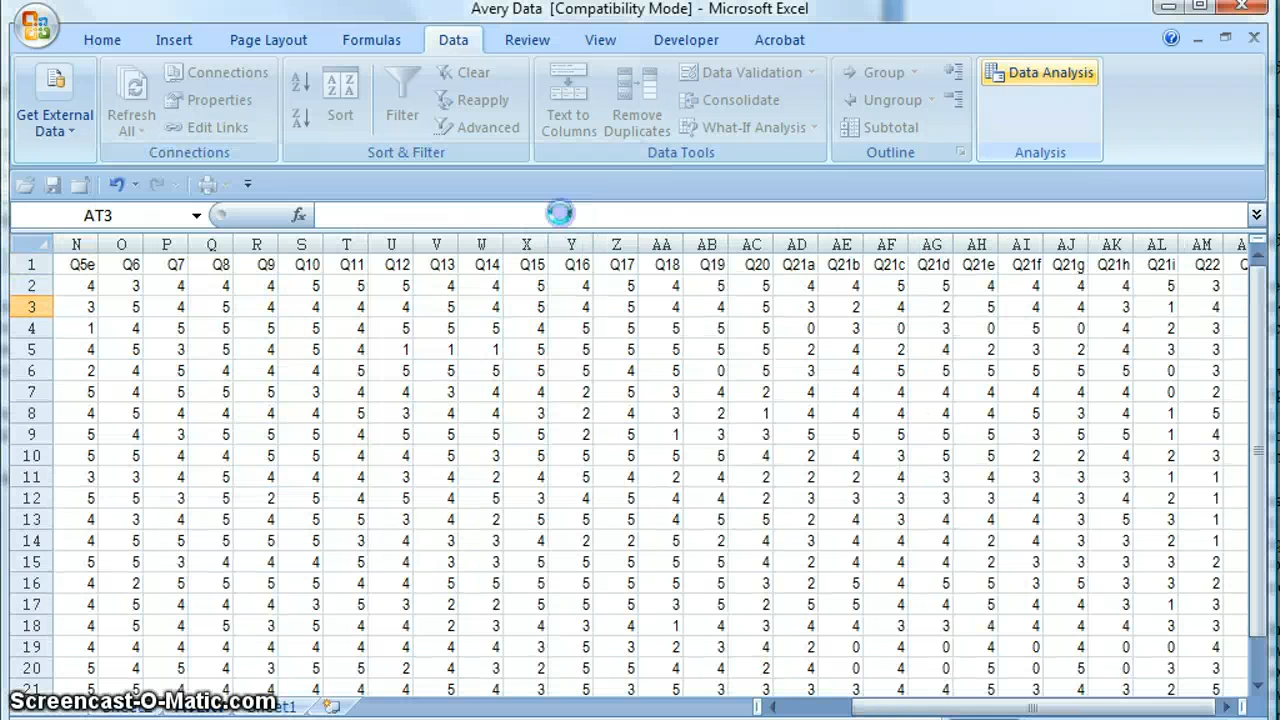 Avery Data [Compatibility Mode] - Microsoft Excel
Home Insert Page Layout Formulas Data Review View Developer Acrobat
Get External Data
Refresh All
Connections
Properties
Edit Links
Connections
Sort
Filter
Clear
Reapply
Advanced
Sort & Filter
Text to Columns
Remove Duplicates
Data Validation
Consolidate
What-If Analysis
Data Tools
Group
Ungroup
Subtotal
Outline
Data Analysis
Analysis
AT3 fx
N O P Q R S T U V W X Y Z AA AB AC AD AE AF AG AH AI AJ AK AL AM
1 Q5e Q6 Q7 Q8 Q9 Q10 Q11 Q12 Q13 Q14 Q15 Q16 Q17 Q18 Q19 Q20 Q21a Q21b Q21c Q21d Q21e Q21f Q21g Q21h Q21i Q22
2 4 3 4 4 4 5 5 5 4 5 4 5 4 5 4 5 5 4 5 5 4 4 4 4 5 3
3 3 5 4 5 4 4 4 4 5 4 5 4 5 4 4 5 3 2 4 2 5 4 4 3 1 4
4 1 4 5 5 5 5 4 5 5 5 4 5 5 5 5 5 0 3 0 3 0 5 0 4 2 3
5 4 5 3 5 4 5 4 1 1 1 5 5 5 5 5 5 2 4 2 4 2 3 2 4 3 3
6 2 4 5 4 4 4 5 5 5 5 5 5 4 5 0 5 3 4 5 5 5 5 5 5 0 3
7 5 4 5 5 5 3 4 4 3 4 4 2 5 3 4 2 4 4 4 4 4 4 4 4 0 2
8 4 5 4 4 4 4 5 3 4 4 3 2 4 3 2 1 4 4 4 4 4 5 3 4 1 5
9 5 4 3 5 5 5 4 5 5 5 5 2 5 1 3 3 5 5 5 5 5 3 5 5 1 4
10 5 5 4 4 5 5 4 4 5 3 5 5 5 5 5 4 2 4 3 5 5 2 2 4 2 3
11 3 3 4 5 4 4 4 3 4 2 4 5 4 2 4 2 2 2 4 3 4 3 3 3 1 1
12 5 5 3 5 2 5 4 5 4 5 3 4 5 4 4 2 3 3 3 3 3 4 3 4 2 1
13 4 3 4 5 4 5 5 3 4 2 5 5 5 4 5 5 2 4 3 4 4 4 3 5 3 1
14 4 4 4 5 5 5 3 4 3 3 4 2 2 5 2 4 3 4 4 4 2 4 3 3 2 1
15 5 5 3 4 4 4 5 4 3 5 5 5 5 5 5 4 2 4 4 4 2 3 3 3 3 2
16 4 2 5 5 4 5 4 4 5 5 5 5 5 5 5 3 2 5 4 5 5 3 5 3 3 2
17 4 5 4 4 4 3 5 3 2 2 5 5 5 3 5 2 5 5 4 4 5 4 4 3 1 3
18 4 5 4 5 3 5 4 4 2 3 4 3 4 1 4 3 4 4 3 3 4 4 4 4 3 3
19 4 4 4 4 4 4 4 4 4 4 3 5 3 2 3 4 2 0 4 0 4 0 4 0 0 4
20 5 4 5 4 3 5 5 2 4 3 2 5 5 4 4 2 4 0 4 0 5 0 5 0 3 3
Screencast-O-Matic.com